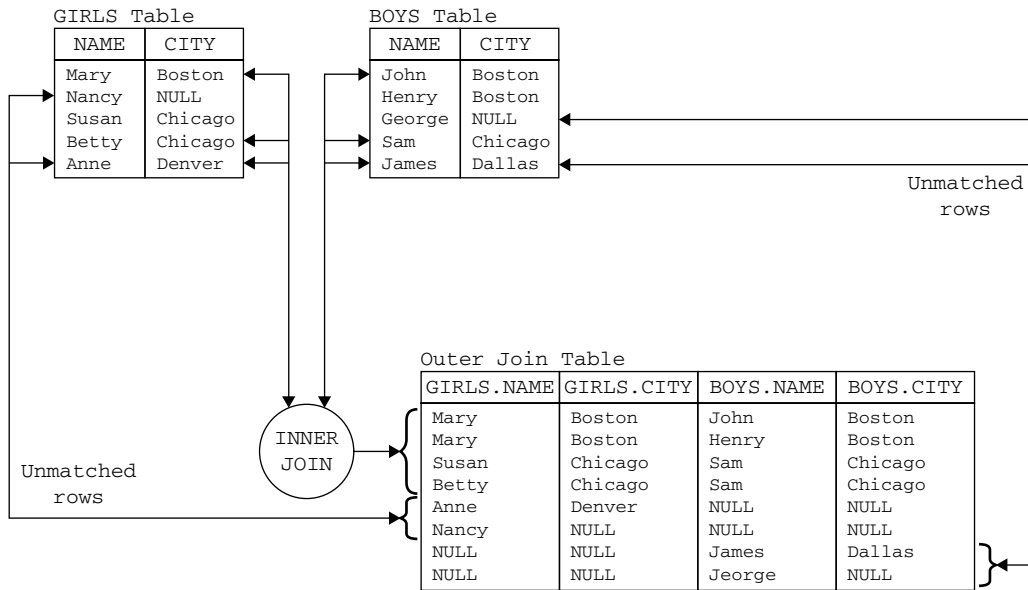 GIRLS Table
NAME CITY
Mary Boston
Nancy NULL
Susan Chicago
Betty Chicago
Anne Denver
BOYS Table
NAME CITY
John Boston
Henry Boston
George NULL
Sam Chicago
James Dallas
Unmatched
rows
INNER
JOIN
Unmatched
rows
Outer Join Table
GIRLS.NAME GIRLS.CITY BOYS.NAME BOYS.CITY
Mary Boston John Boston
Mary Boston Henry Boston
Susan Chicago Sam Chicago
Betty Chicago Sam Chicago
Anne Denver NULL NULL
Nancy NULL NULL NULL
NULL NULL James Dallas
NULL NULL Jeorge NULL